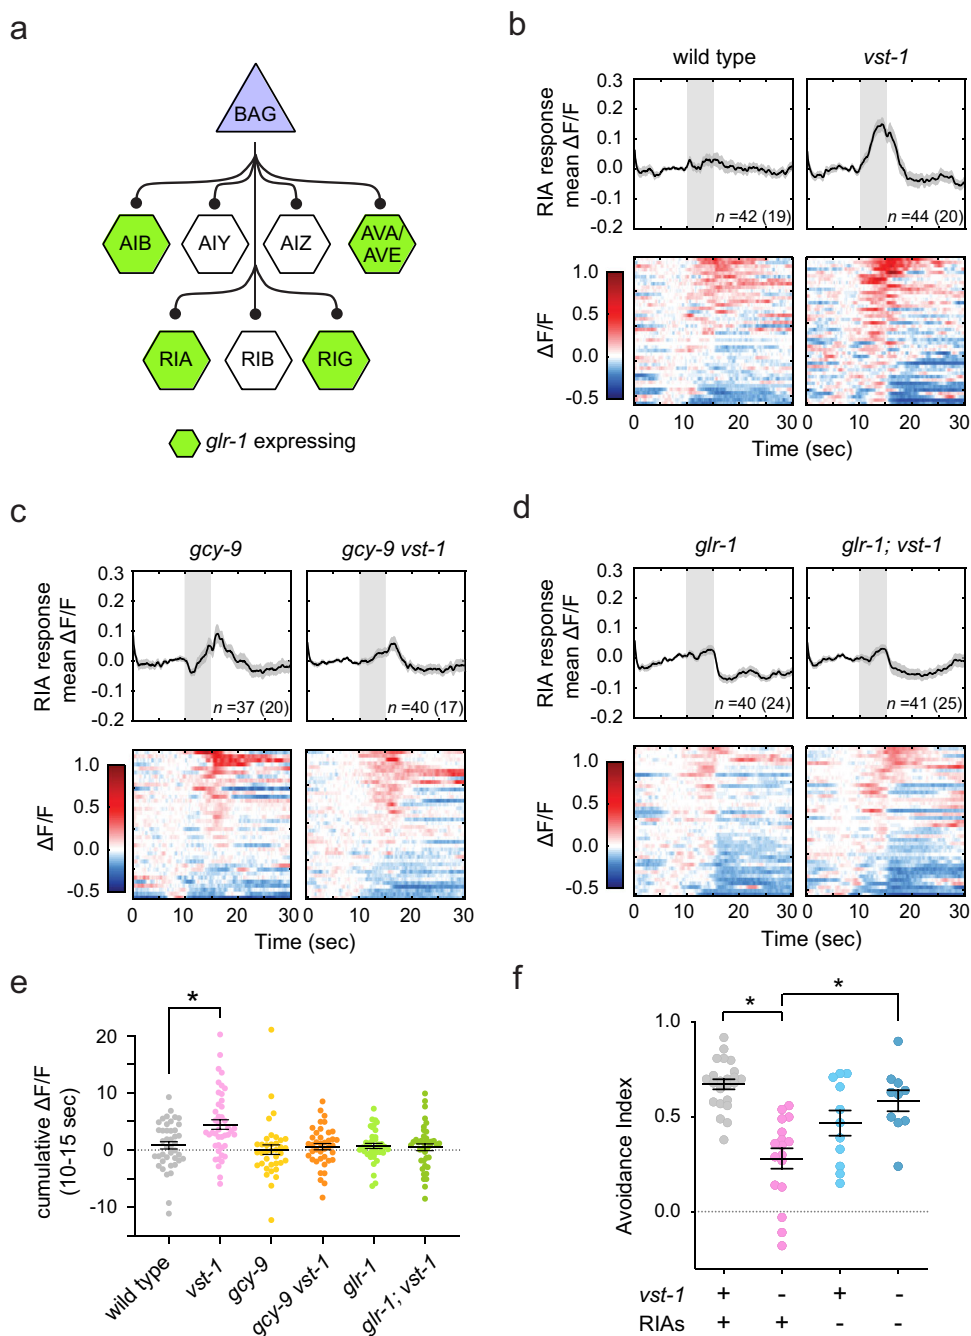 a
BAG
AIB
AIY
AIZ
AVA/
AVE
RIA
RIB
RIG
glr-1 expressing
b
wild type
vst-1
RIA response
mean ΔF/F
0.3
0.2
0.1
0.0
-0.1
-0.2
n =42 (19)
n =44 (20)
ΔF/F
1.0
0.5
0.0
-0.5
0 10 20 30
0 10 20 30
Time (sec)
c
gcy-9
gcy-9 vst-1
RIA response
mean ΔF/F
0.3
0.2
0.1
0.0
-0.1
-0.2
n =37 (20)
n =40 (17)
ΔF/F
1.0
0.5
0.0
-0.5
0 10 20 30
0 10 20 30
Time (sec)
d
glr-1
glr-1; vst-1
RIA response
mean ΔF/F
0.3
0.2
0.1
0.0
-0.1
-0.2
n =40 (24)
n =41 (25)
ΔF/F
1.0
0.5
0.0
-0.5
0 10 20 30
0 10 20 30
Time (sec)
e
*
cumulative ΔF/F
(10-15 sec)
20
10
0
-10
wild type
vst-1
gcy-9
gcy-9 vst-1
glr-1
glr-1; vst-1
f
*
*
Avoidance Index
1.0
0.5
0.0
vst-1 + - + -
RIAs + + - -